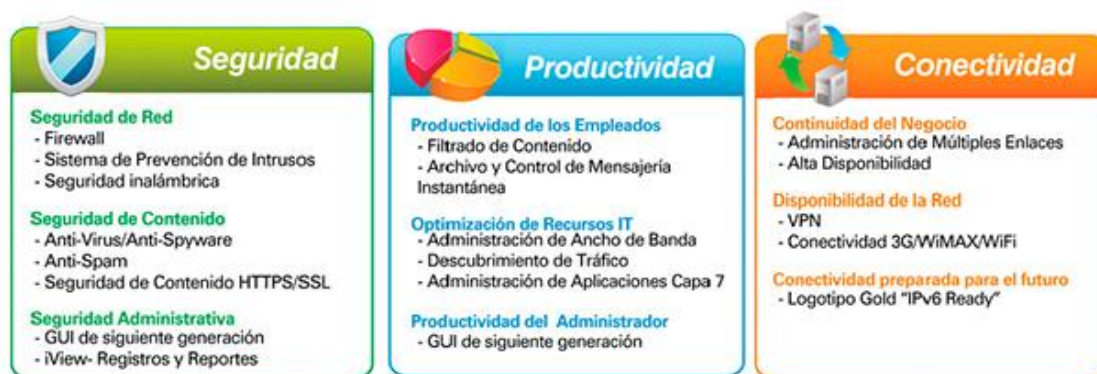 Seguridad
Seguridad de Red
- Firewall
- Sistema de Prevención de Intrusos
- Seguridad inalámbrica
Seguridad de Contenido
- Anti-Virus/Anti-Spyware
- Anti-Spam
- Seguridad de Contenido HTTPS/SSL
Seguridad Administrativa
- GUI de siguiente generación
- iView- Registros y Reportes
Productividad
Productividad de los Empleados
- Filtrado de Contenido
- Archivo y Control de Mensajería
Instantánea
Optimización de Recursos IT
- Administración de Ancho de Banda
- Descubrimiento de Tráfico
- Administración de Aplicaciones Capa 7
Productividad del Administrador
- GUI de siguiente generación
Conectividad
Continuidad del Negocio
- Administración de Múltiples Enlaces
- Alta Disponibilidad
Disponibilidad de la Red
- VPN
- Conectividad 3G/WiMAX/WiFi
Conectividad preparada para el futuro
- Logotipo Gold “IPv6 Ready”